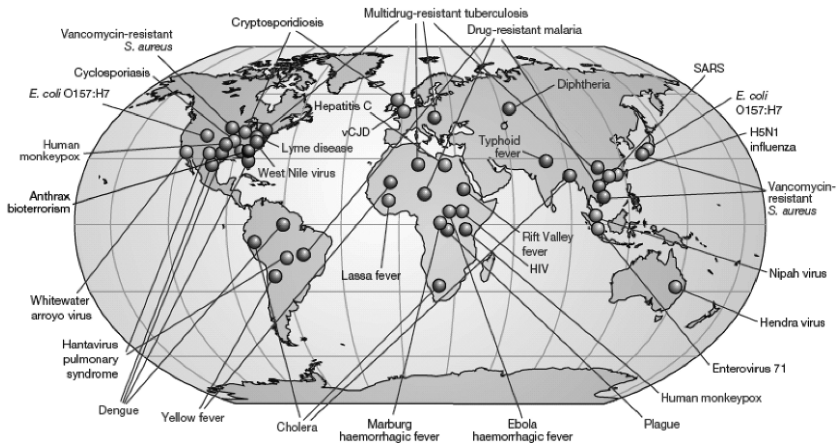 Cryptosporidiosis
Multidrug-resistant tuberculosis
Drug-resistant malaria
Vancomycin-resistant
S. aureus
SARS
Cyclosporiasis
Diphtheria
E. coli O157:H7
E. coli
O157:H7
Hepatitis C
vCJD
Typhoid
fever
H5N1
influenza
Human
monkeypox
Lyme disease
West Nile virus
Anthrax
bioterrorism
Vancomycin-
resistant
S. aureus
Rift Valley
fever
HIV
Lassa fever
Nipah virus
Whitewater
arroyo virus
Hendra virus
Hantavirus
pulmonary
syndrome
Enterovirus 71
Human monkeypox
Dengue
Yellow fever
Cholera
Marburg
haemorrhagic fever
Ebola
haemorrhagic fever
Plague